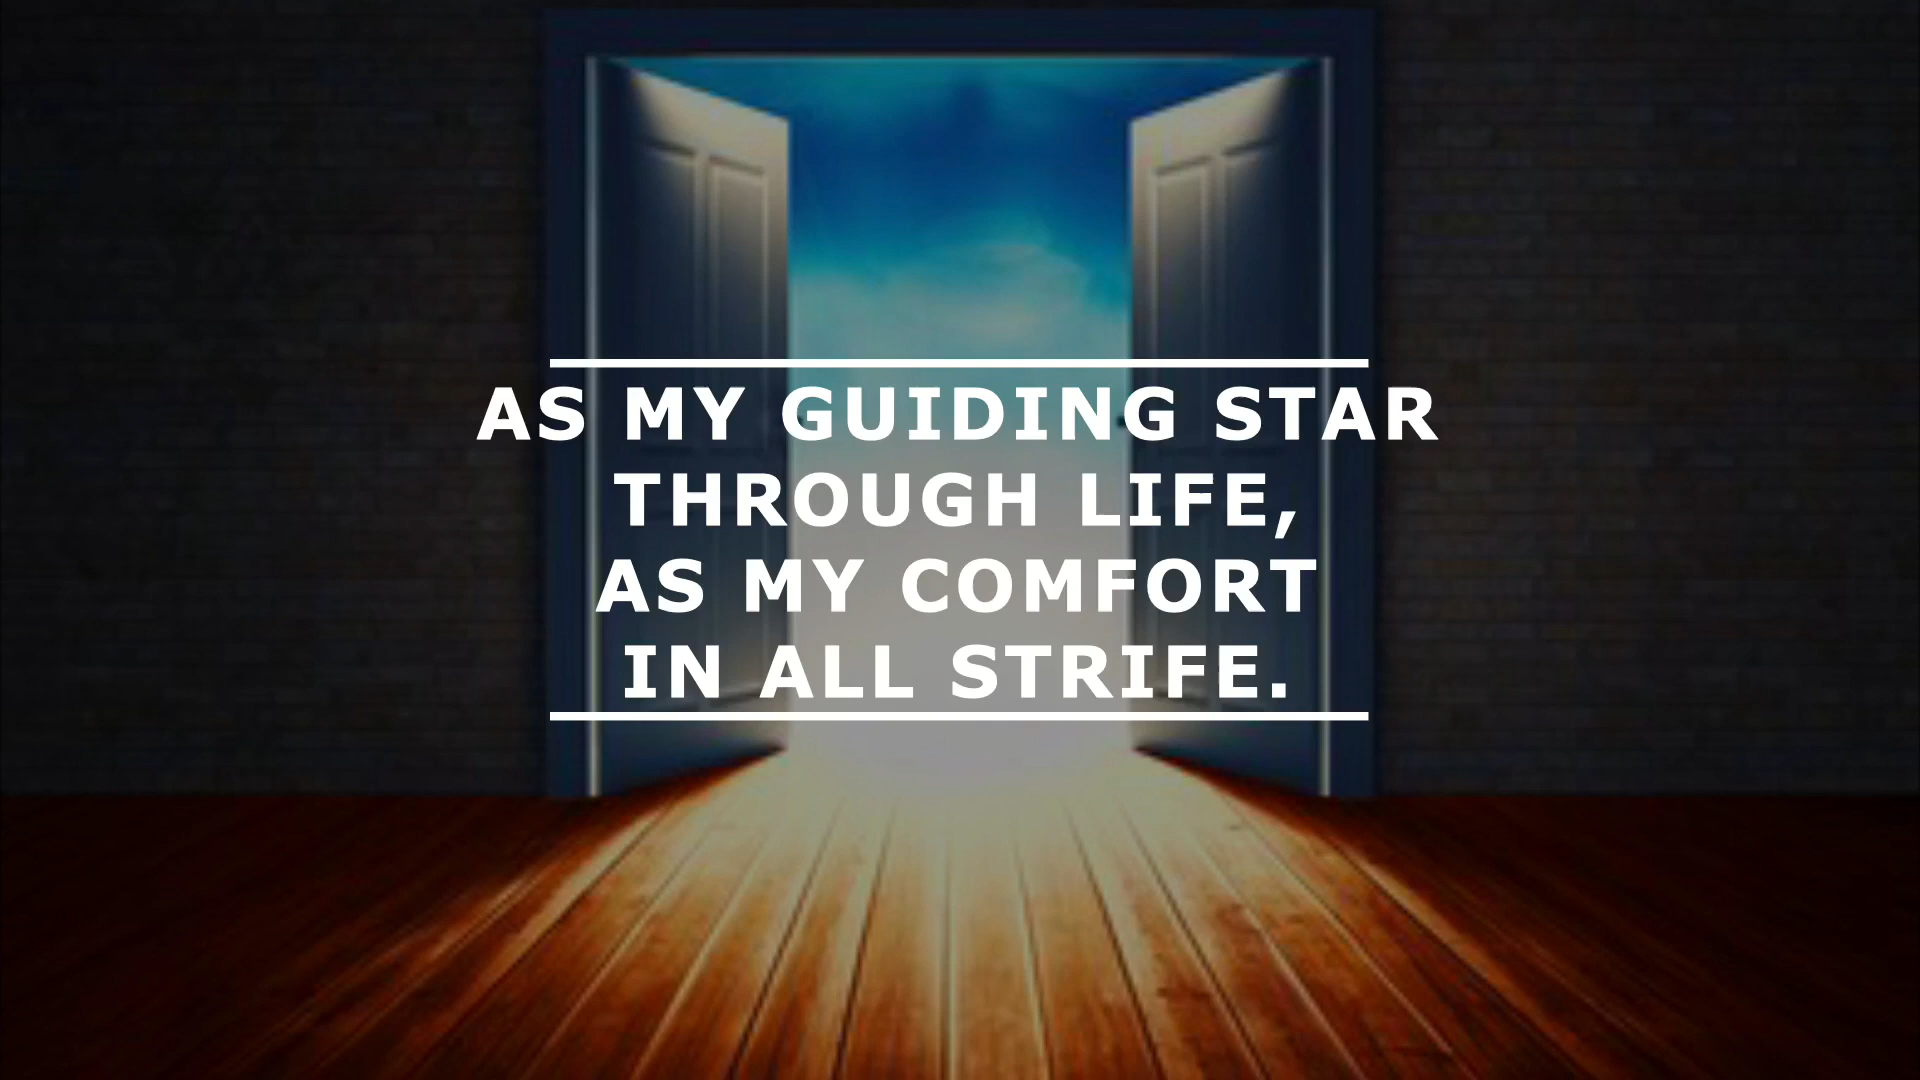 AS MY GUIDING STAR
THROUGH LIFE,
AS MY COMFORT
IN ALL STRIFE.